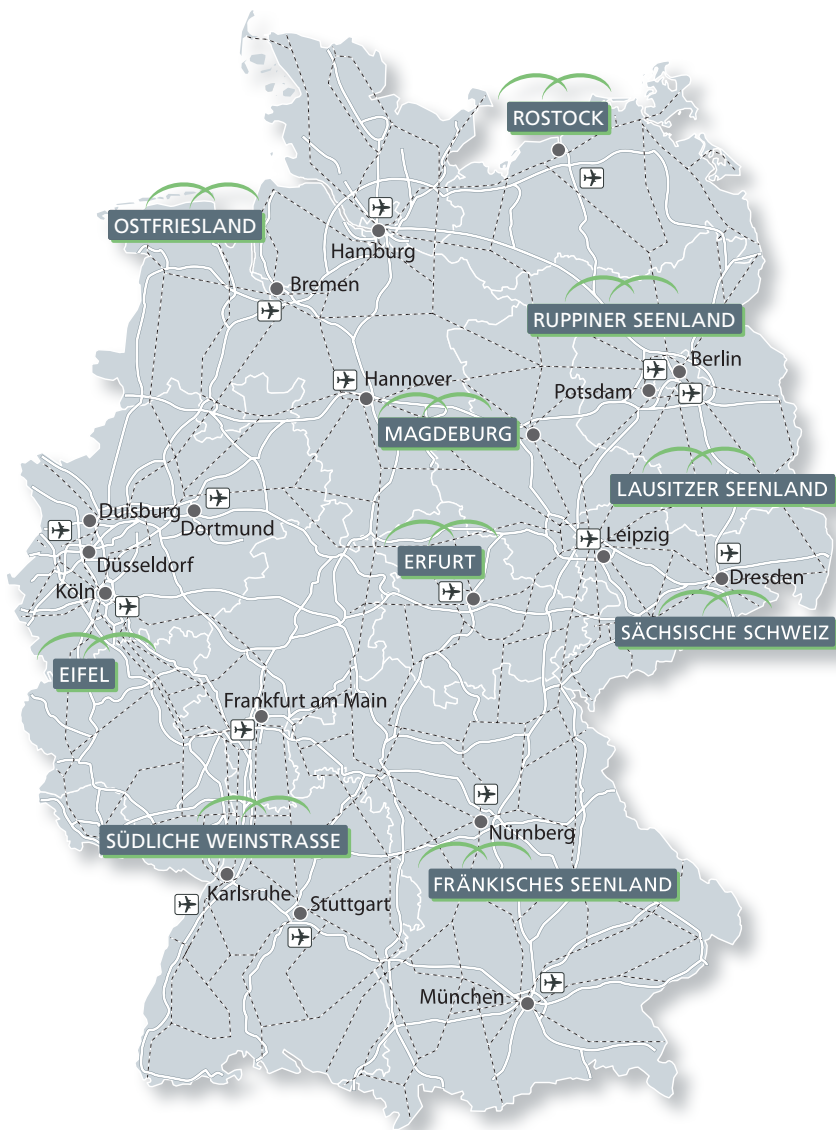 ROSTOCK
OSTFRIESLAND
Hamburg
Bremen
RUPPINER SEENLAND
Berlin
Hannover
Potsdam
MAGDEBURG
LAUSITZER SEENLAND
Duisburg
Dortmund
Leipzig
ERFURT
Düsseldorf
Dresden
Köln
SÄCHSISCHE SCHWEIZ
EIFEL
Frankfurt am Main
Nürnberg
SÜDLICHE WEINSTRASSE
FRÄNKISCHES SEENLAND
Karlsruhe
Stuttgart
München